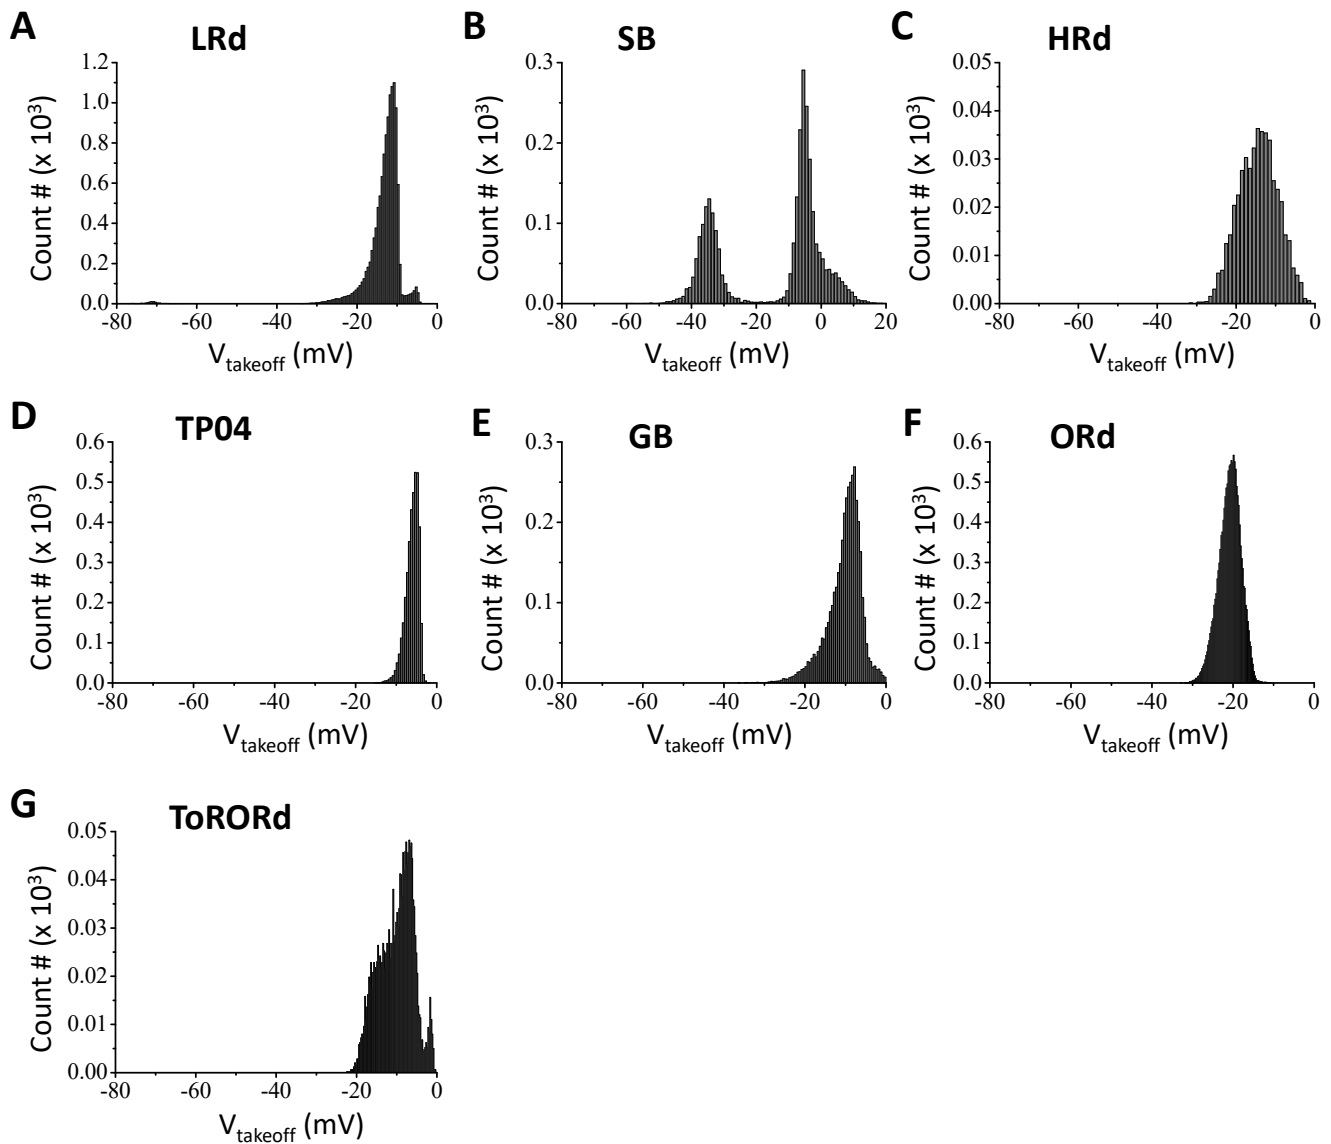 A LRd
1.2
1.0
0.8
0.6
0.4
0.2
0.0
-80 -60 -40 -20 0
Count # (x 10³)
V_takeoff (mV)
B SB
0.3
0.2
0.1
0.0
-80 -60 -40 -20 0 20
Count # (x 10³)
V_takeoff (mV)
C HRd
0.05
0.04
0.03
0.02
0.01
0.00
-80 -60 -40 -20 0
Count # (x 10³)
V_takeoff (mV)
D TP04
0.6
0.5
0.4
0.3
0.2
0.1
0.0
-80 -60 -40 -20 0
Count # (x 10³)
V_takeoff (mV)
E GB
0.3
0.2
0.1
0.0
-80 -60 -40 -20 0
Count # (x 10³)
V_takeoff (mV)
F ORd
0.6
0.5
0.4
0.3
0.2
0.1
0.0
-80 -60 -40 -20 0
Count # (x 10³)
V_takeoff (mV)
G ToRORd
0.05
0.04
0.03
0.02
0.01
0.00
-80 -60 -40 -20 0
Count # (x 10³)
V_takeoff (mV)